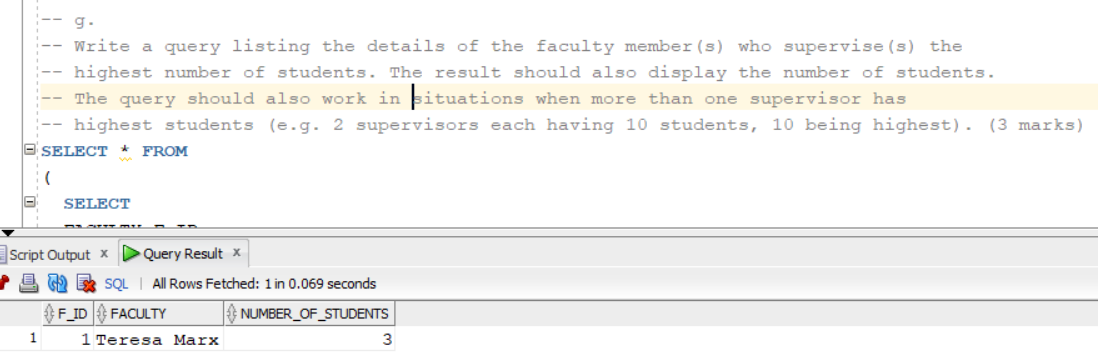 -- g.
-- Write a query listing the details of the faculty member(s) who supervise(s) the
-- highest number of students. The result should also display the number of students.
-- The query should also work in situations when more than one supervisor has
-- highest students (e.g. 2 supervisors each having 10 students, 10 being highest). (3 marks)
SELECT * FROM
(
SELECT
Script Output x Query Result x
SQL | All Rows Fetched: 1 in 0.069 seconds
F_ID FACULTY NUMBER_OF_STUDENTS
1 1 Teresa Marx 3